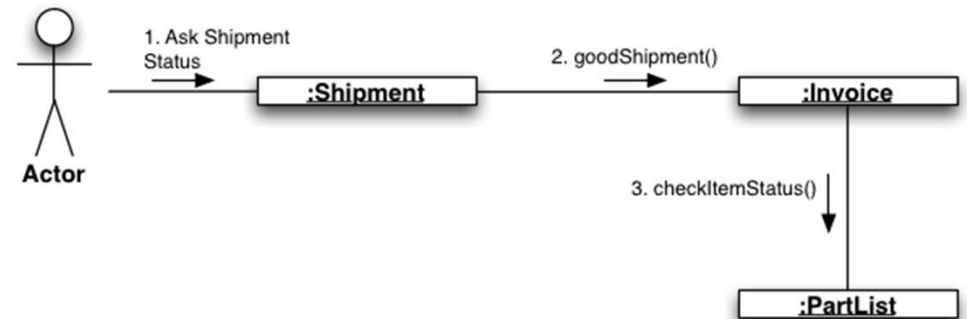 1. Ask Shipment
Status
2. goodShipment()
:Shipment
:Invoice
Actor
3. checkItemStatus()
:PartList